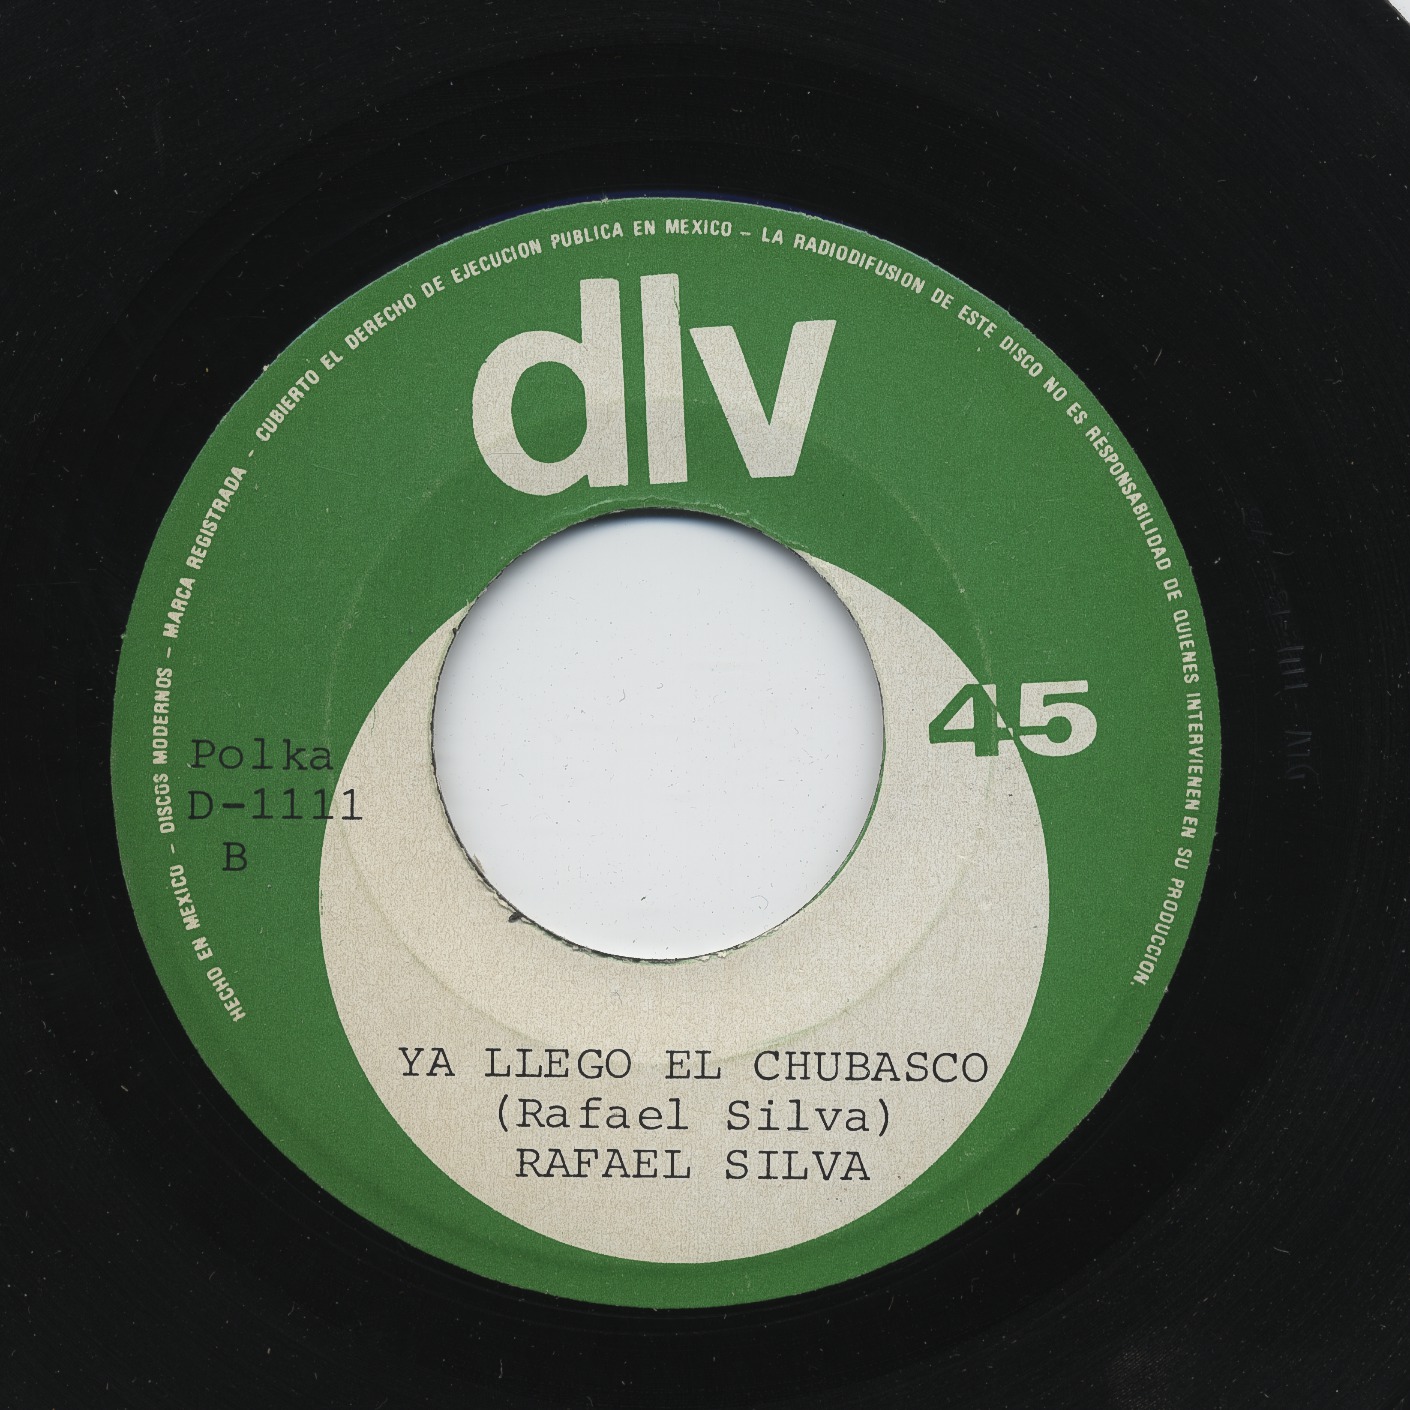 HECHO EN MEXICO - DISCOS MODERNOS - MARCA REGISTRADA - CUBIERTO EL DERECHO DE EJECUCION PUBLICA EN MEXICO - LA RADIODIFUSION DE ESTE DISCO NO ES RESPONSABILIDAD DE QUIENES INTERVIENEN EN SU PRODUCCION.
dlv
45
Polka
D-1111
B
YA LLEGO EL CHUBASCO
(Rafael Silva)
RAFAEL SILVA